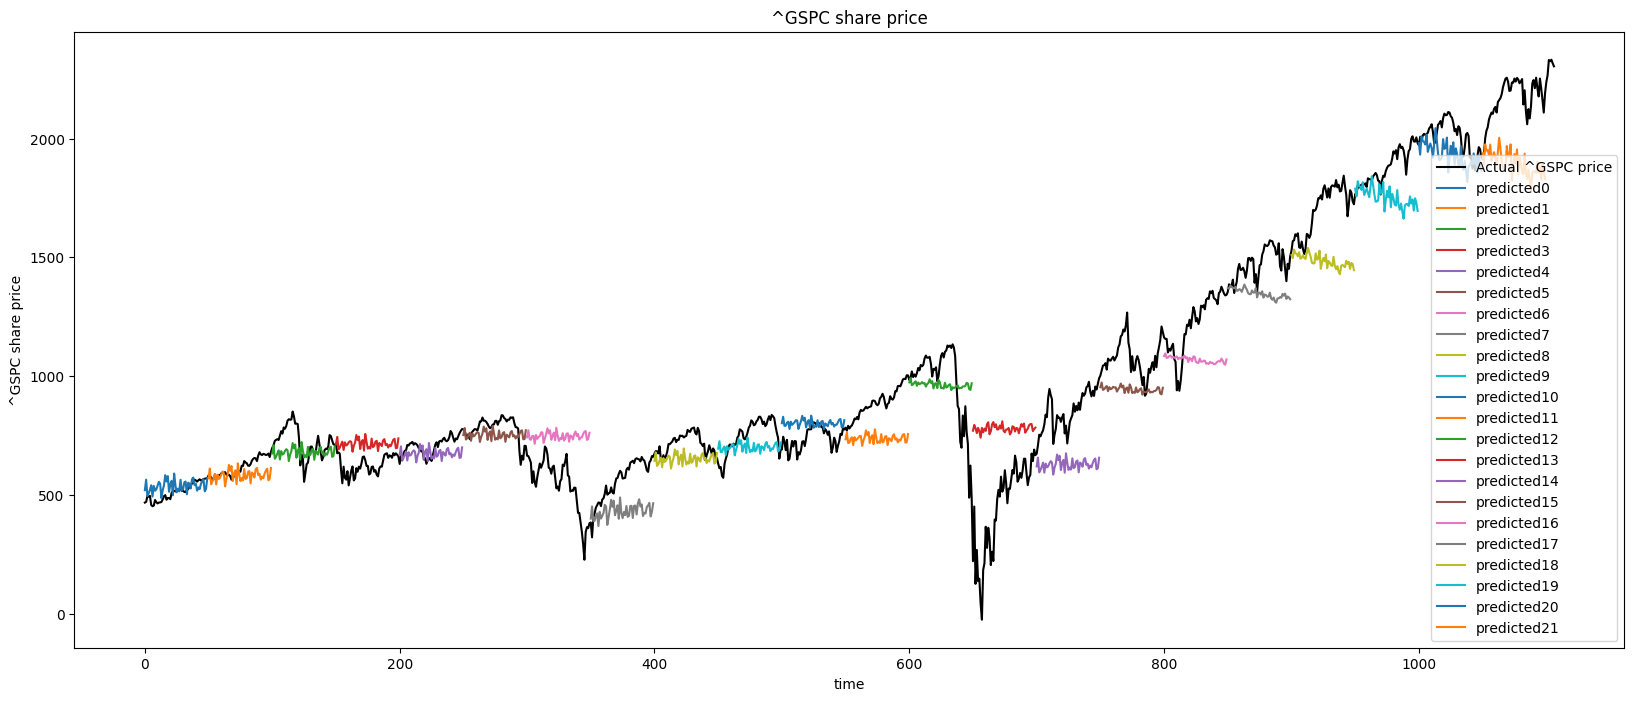 ^GSPC share price
^GSPC share price
2000
1500
1000
500
0
0 200 400 600 800 1000
time
Actual ^GSPC price
predicted0
predicted1
predicted2
predicted3
predicted4
predicted5
predicted6
predicted7
predicted8
predicted9
predicted10
predicted11
predicted12
predicted13
predicted14
predicted15
predicted16
predicted17
predicted18
predicted19
predicted20
predicted21